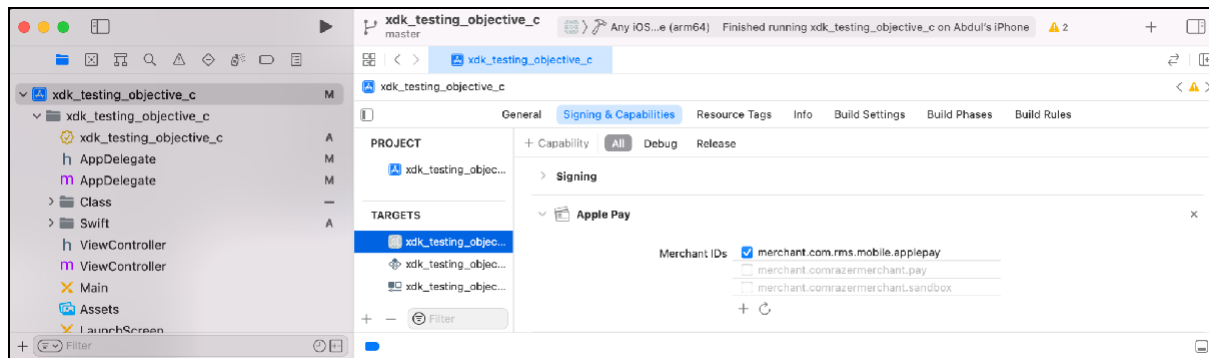 xdk_testing_objective_c
master
Any iOS...e (arm64) Finished running xdk_testing_objective_c on Abdul's iPhone 2
xdk_testing_objective_c
xdk_testing_objective_c M
xdk_testing_objective_c
xdk_testing_objective_c A
h AppDelegate M
m AppDelegate M
Class
Swift A
h ViewController
m ViewController
Main
Assets
LaunchScreen
Filter
xdk_testing_objective_c
General Signing & Capabilities Resource Tags Info Build Settings Build Phases Build Rules
PROJECT
xdk_testing_objec...
TARGETS
xdk_testing_objec...
xdk_testing_objec...
xdk_testing_objec...
Filter
+ Capability All Debug Release
Signing
Apple Pay
Merchant IDs merchant.com.rms.mobile.applepay
merchant.comrazermerchant.pay
merchant.comrazermerchant.sandbox